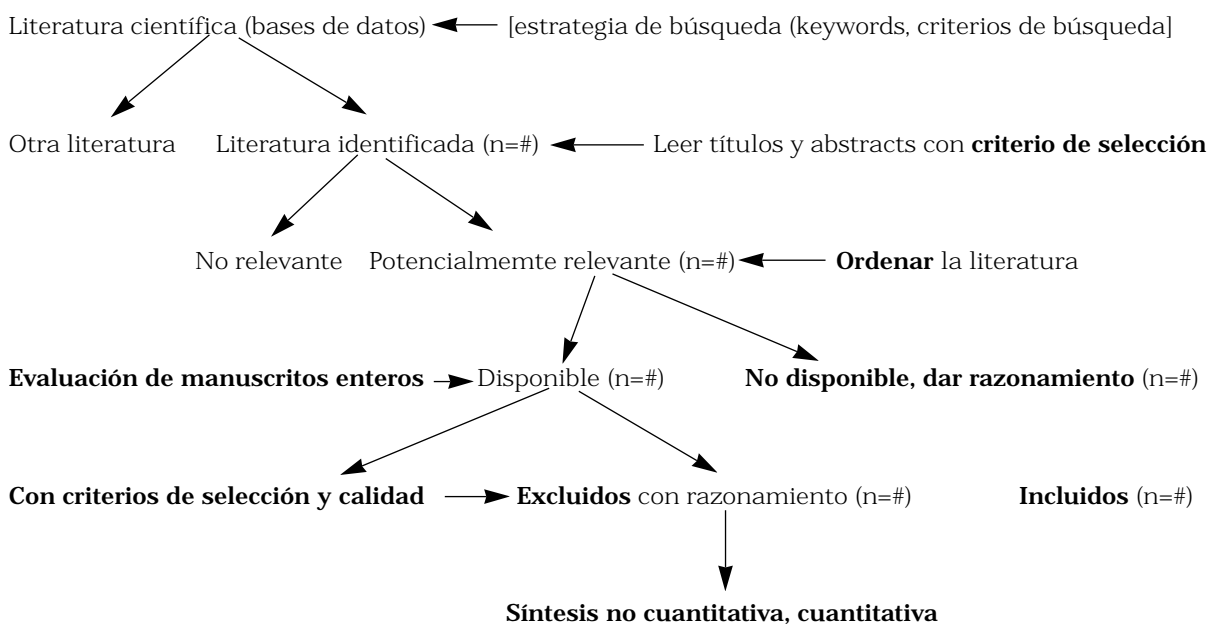 Literatura científica (bases de datos) [estrategia de búsqueda (keywords, criterios de búsqueda]
Otra literatura Literatura identificada (n=#) Leer títulos y abstracts con criterio de selección
No relevante Potencialmemte relevante (n=#) Ordenar la literatura
Evaluación de manuscritos enteros Disponible (n=#) No disponible, dar razonamiento (n=#)
Con criterios de selección y calidad Excluidos con razonamiento (n=#) Incluidos (n=#)
Síntesis no cuantitativa, cuantitativa